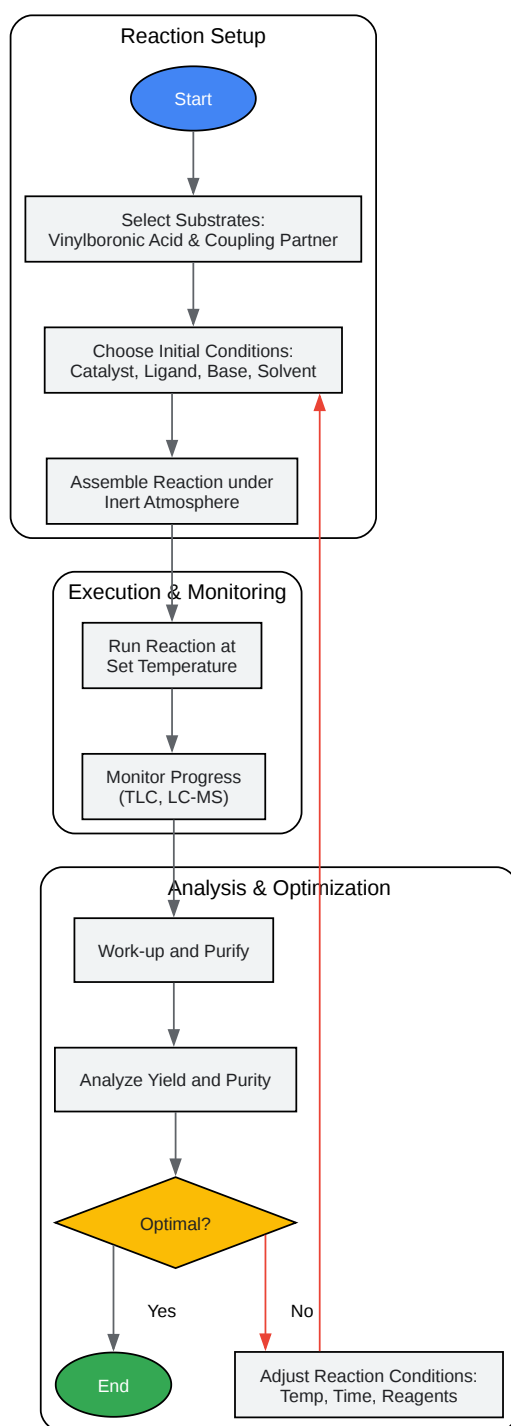 Reaction Setup
Start
Select Substrates:
Vinylboronic Acid & Coupling Partner
Choose Initial Conditions:
Catalyst, Ligand, Base, Solvent
Assemble Reaction under
Inert Atmosphere
Execution & Monitoring
Run Reaction at
Set Temperature
Monitor Progress
(TLC, LC-MS)
Analysis & Optimization
Work-up and Purify
Analyze Yield and Purity
Optimal?
Yes
No
End
Adjust Reaction Conditions:
Temp, Time, Reagents